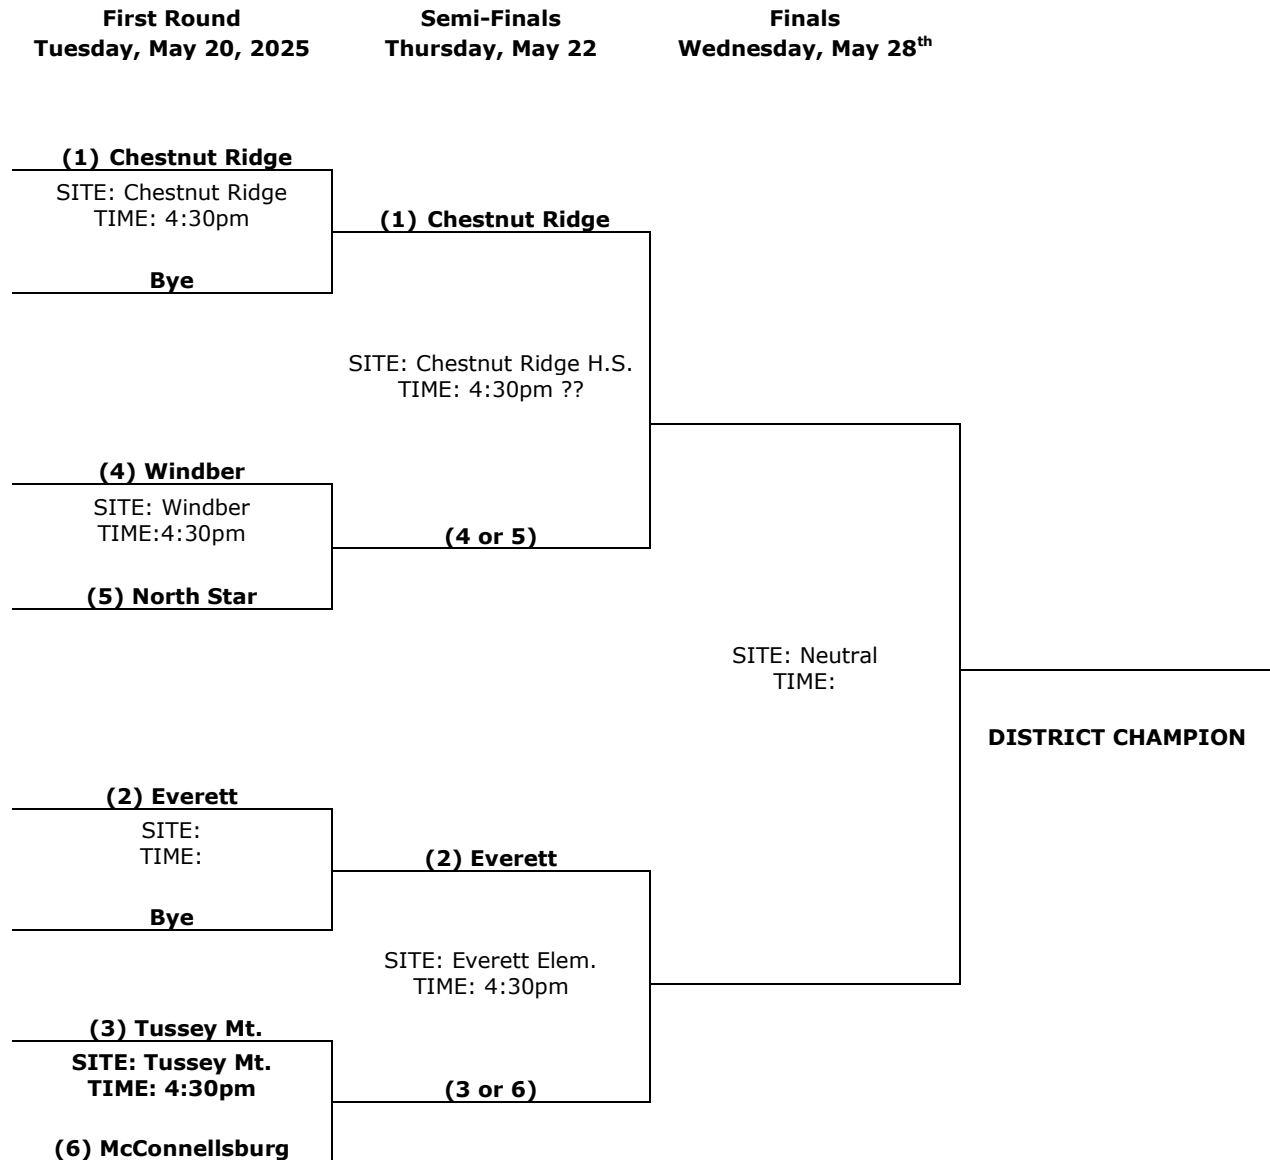 First Round
Tuesday, May 20, 2025
Semi-Finals
Thursday, May 22
Finals
Wednesday, May 28th
(1) Chestnut Ridge
SITE: Chestnut Ridge
TIME: 4:30pm
Bye
(1) Chestnut Ridge
SITE: Chestnut Ridge H.S.
TIME: 4:30pm ??
(4) Windber
SITE: Windber
TIME:4:30pm
(5) North Star
(4 or 5)
SITE: Neutral
TIME:
DISTRICT CHAMPION
(2) Everett
SITE:
TIME:
Bye
(2) Everett
SITE: Everett Elem.
TIME: 4:30pm
(3) Tussey Mt.
SITE: Tussey Mt.
TIME: 4:30pm
(6) McConnellsburg
(3 or 6)